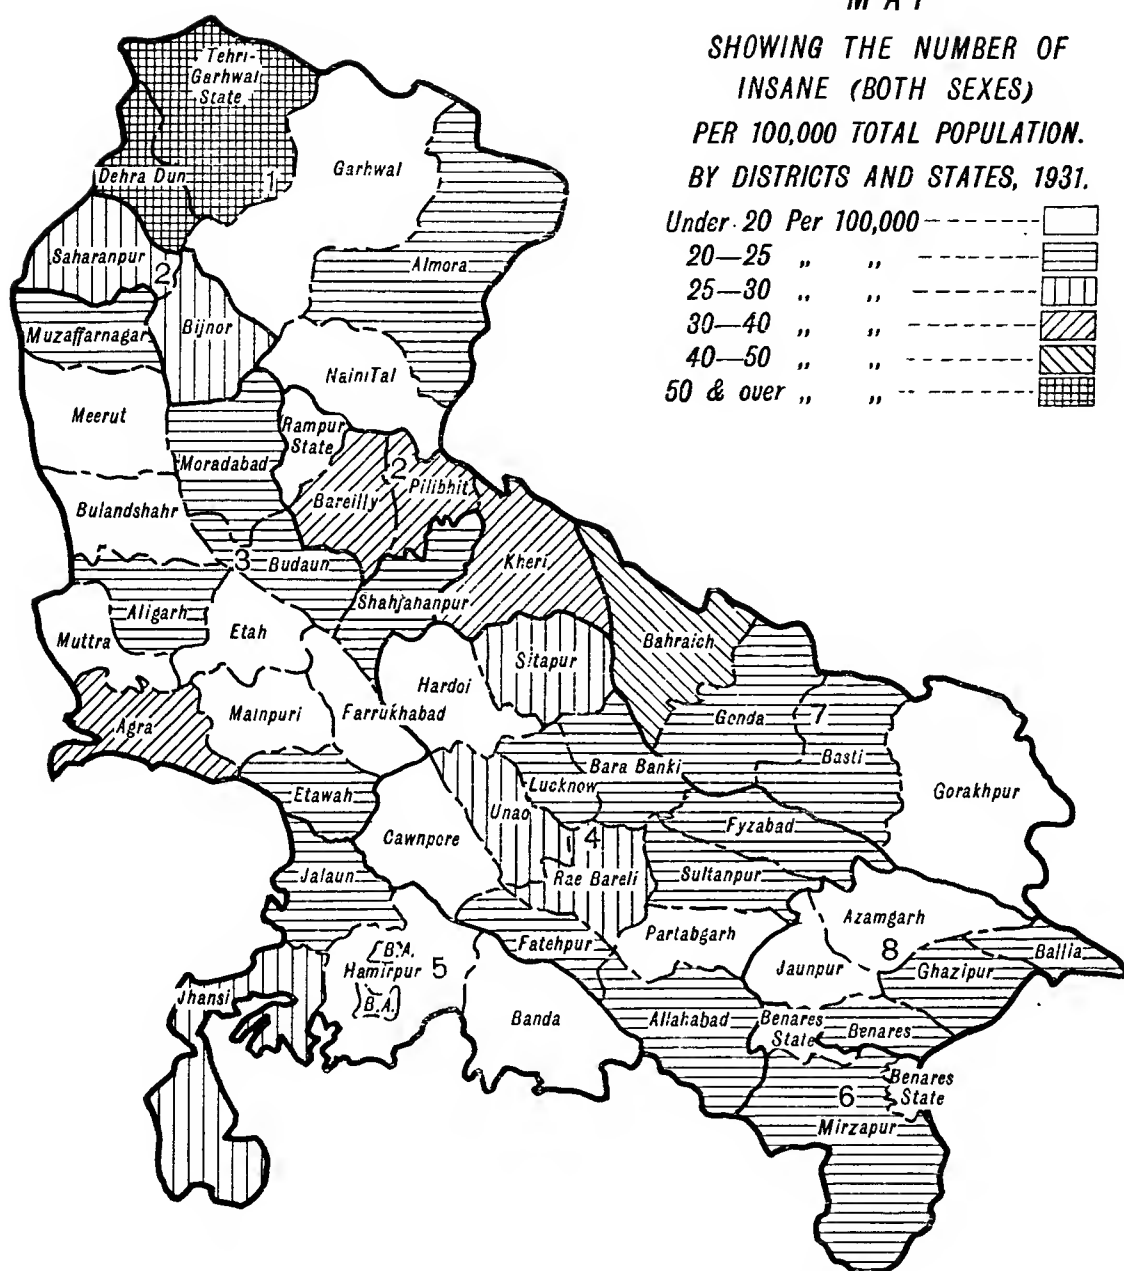 MAP
SHOWING THE NUMBER OF
INSANE (BOTH SEXES)
PER 100,000 TOTAL POPULATION.
BY DISTRICTS AND STATES, 1931.
Under 20 Per 100,000
20—25 „ „
25—30 „ „
30—40 „ „
40—50 „ „
50 & over „ „
Tehri-
Garhwal
State
Dehra Dun
1
Garhwal
Saharanpur
2
Almora
Muzaffarnagar
Bijnor
Naini Tal
Meerut
Rampur
State
Moradabad
2
Bareilly
Pilibhit
Bulandshahr
3
Budaun
Kheri
Aligarh
Shahjahanpur
Muttra
Etah
Bahraich
Sitapur
Hardoi
Agra
Mainpuri
Farrukhabad
Gonda
7
Basti
Etawah
Lucknow
Bara Banki
Gorakhpur
Unao
Cawnpore
Fyzabad
4
Jalaun
Rae Bareli
Sultanpur
Azamgarh
Partabgarh
8
Fatehpur
Ballia
B.A.
Hamirpur
5
Jaunpur
Ghazipur
Jhansi
B.A.
Banda
Allahabad
Benares
State
Benares
Benares
State
6
Mirzapur